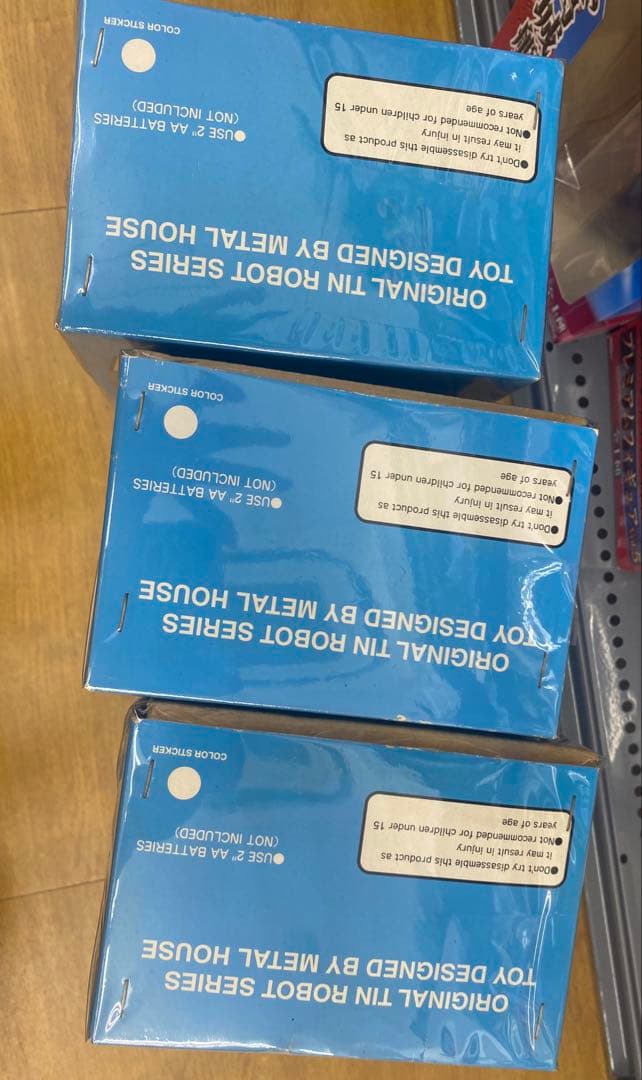 ORIGINAL TIN ROBOT SERIES
TOY DESIGNED BY METAL HOUSE
●Don't try disassemble this product as
it may result in injury
●Not recommended for children under 15
years of age
●USE 2" AA BATTERIES
(NOT INCLUDED)
COLOR STICKER
ORIGINAL TIN ROBOT SERIES
TOY DESIGNED BY METAL HOUSE
●Don't try disassemble this product as
it may result in injury
●Not recommended for children under 15
years of age
●USE 2" AA BATTERIES
(NOT INCLUDED)
COLOR STICKER
ORIGINAL TIN ROBOT SERIES
TOY DESIGNED BY METAL HOUSE
●Don't try disassemble this product as
it may result in injury
●Not recommended for children under 15
years of age
●USE 2" AA BATTERIES
(NOT INCLUDED)
COLOR STICKER